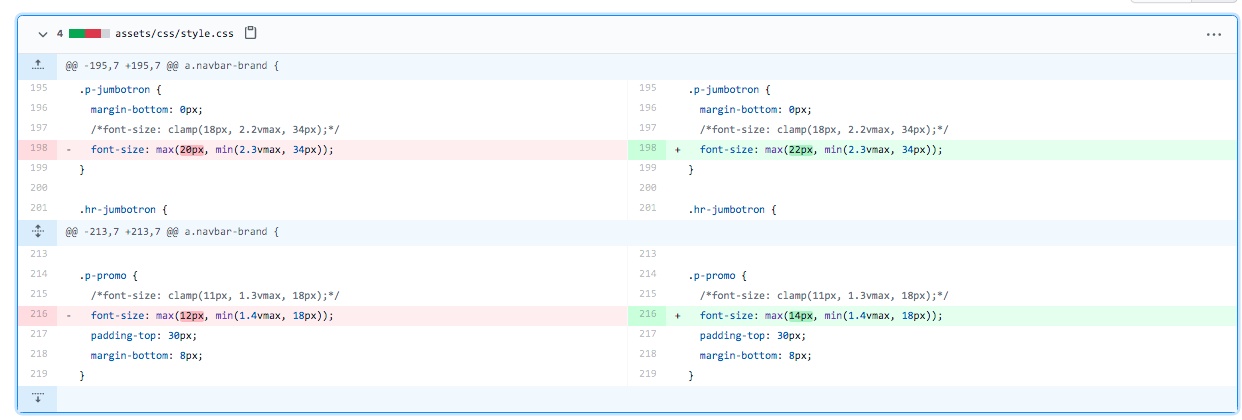 4 assets/css/style.css
@@ -195,7 +195,7 @@ a.navbar-brand {
195 .p-jumbotron { 195 .p-jumbotron {
196 margin-bottom: 0px; 196 margin-bottom: 0px;
197 /*font-size: clamp(18px, 2.2vmax, 34px);*/ 197 /*font-size: clamp(18px, 2.2vmax, 34px);*/
198 - font-size: max(20px, min(2.3vmax, 34px)); 198 + font-size: max(22px, min(2.3vmax, 34px));
199 } 199 }
200 200
201 .hr-jumbotron { 201 .hr-jumbotron {
@@ -213,7 +213,7 @@ a.navbar-brand {
213 213
214 .p-promo { 214 .p-promo {
215 /*font-size: clamp(11px, 1.3vmax, 18px);*/ 215 /*font-size: clamp(11px, 1.3vmax, 18px);*/
216 - font-size: max(12px, min(1.4vmax, 18px)); 216 + font-size: max(14px, min(1.4vmax, 18px));
217 padding-top: 30px; 217 padding-top: 30px;
218 margin-bottom: 8px; 218 margin-bottom: 8px;
219 } 219 }